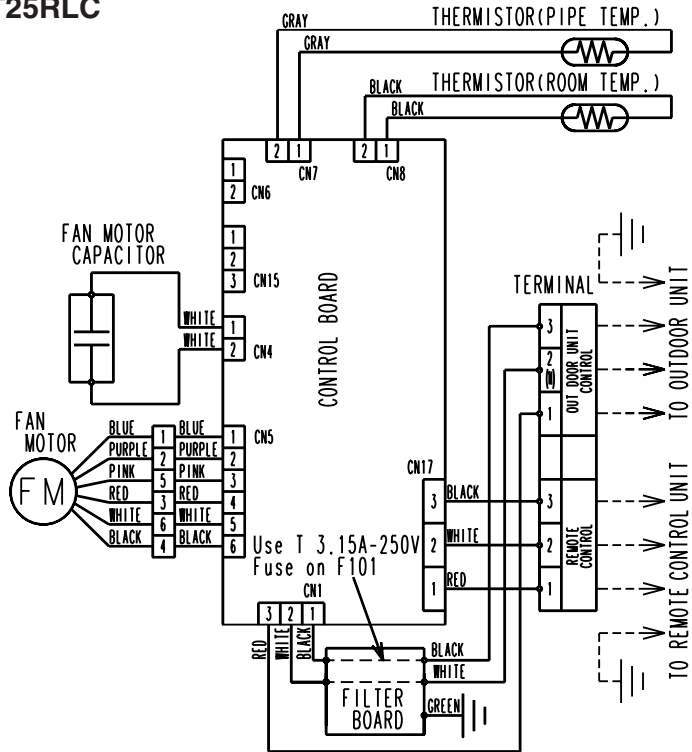 25RLC
GRAY
THERMISTOR(PIPE TEMP.)
GRAY
BLACK
THERMISTOR(ROOM TEMP.)
BLACK
2 1
CN7
2 1
CN8
1
2
CN6
1
2
3
CN15
FAN MOTOR
CAPACITOR
WHITE
WHITE
1
2
CN4
CONTROL BOARD
FAN
MOTOR
FM
BLUE 1 BLUE 1
PURPLE 2 PURPLE 2
PINK 5 PINK 3
RED 3 RED 4
WHITE 6 WHITE 5
BLACK 4 BLACK 6
CN5
CN17
3 BLACK
2 WHITE
1 RED
TERMINAL
3
2
(N)
1
OUT DOOR UNIT
CONTROL
3
2
1
REMOTE
CONTROL
TO OUTDOOR UNIT
TO REMOTE CONTROL UNIT
Use T 3.15A-250V
Fuse on F101
CN1
3 2 1
RED
WHITE
BLACK
FILTER
BOARD
BLACK
WHITE
GREEN